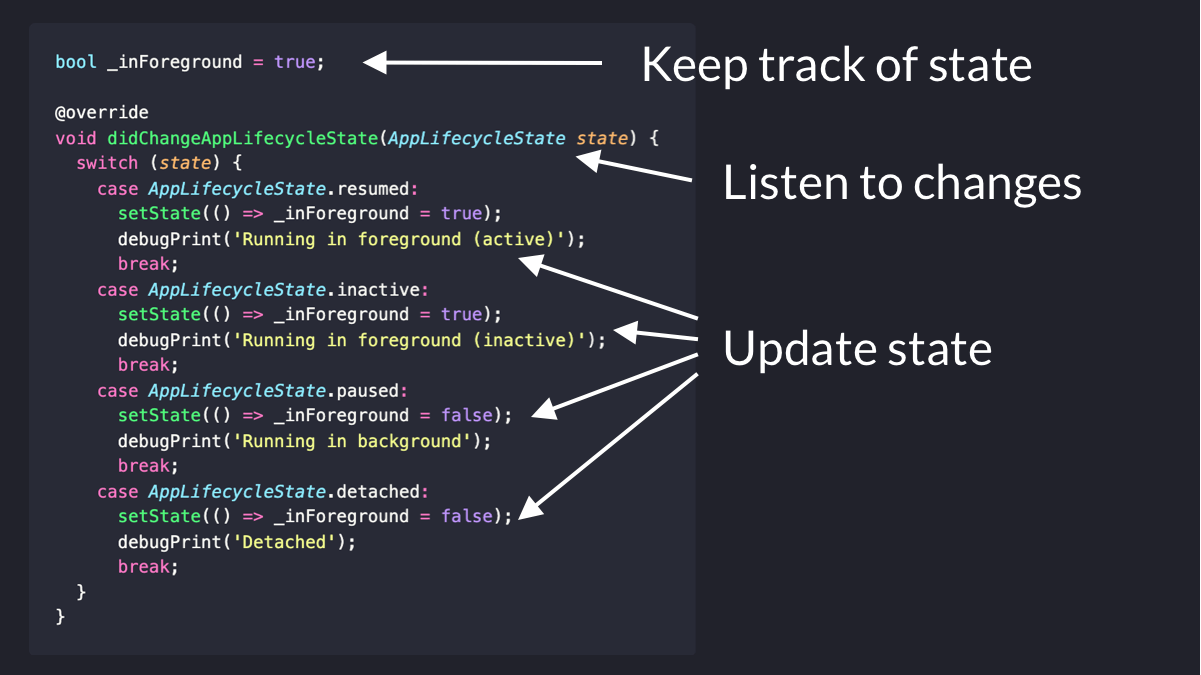 bool _inForeground = true;
Keep track of state
@override
void didChangeAppLifecycleState(AppLifecycleState state) {
Listen to changes
  switch (state) {
    case AppLifecycleState.resumed:
      setState(() => _inForeground = true);
      debugPrint('Running in foreground (active)');
      break;
    case AppLifecycleState.inactive:
      setState(() => _inForeground = true);
      debugPrint('Running in foreground (inactive)');
      break;
Update state
    case AppLifecycleState.paused:
      setState(() => _inForeground = false);
      debugPrint('Running in background');
      break;
    case AppLifecycleState.detached:
      setState(() => _inForeground = false);
      debugPrint('Detached');
      break;
  }
}